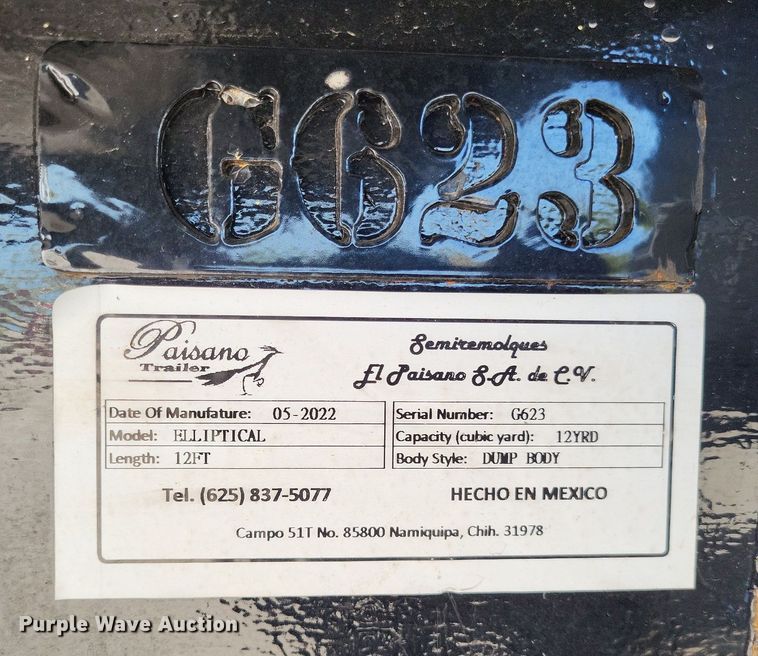 G623
Paisano
Trailer
Semiremolques
El Paisano S.A. de C.V.
Date Of Manufature: 05-2022
Serial Number: G623
Model: ELLIPTICAL
Capacity (cubic yard): 12YRD
Length: 12FT
Body Style: DUMP BODY
Tel. (625) 837-5077
HECHO EN MEXICO
Campo 51T No. 85800 Namiquipa, Chih. 31978
Purple Wave Auction